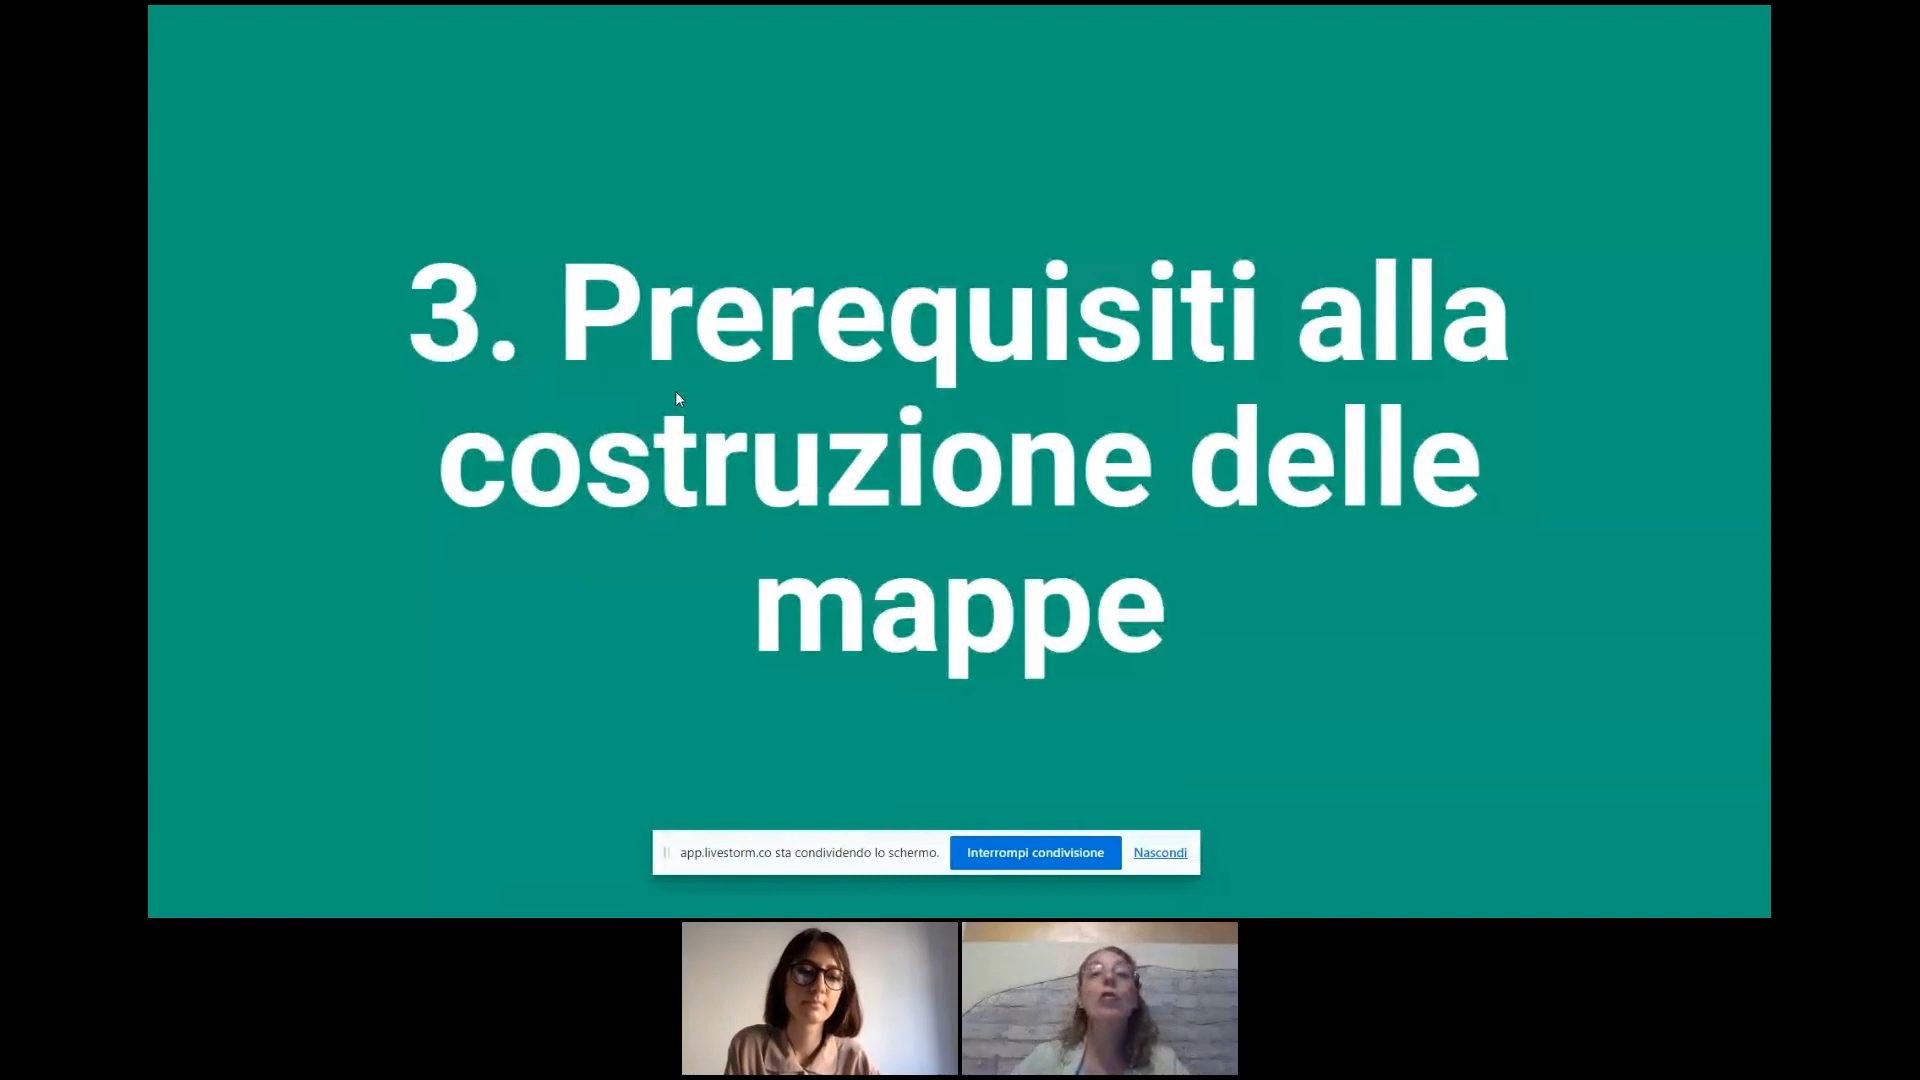 3. Prerequisiti alla
costruzione delle
mappe
app.livestorm.co sta condividendo lo schermo.
Interrompi condivisione
Nascondi